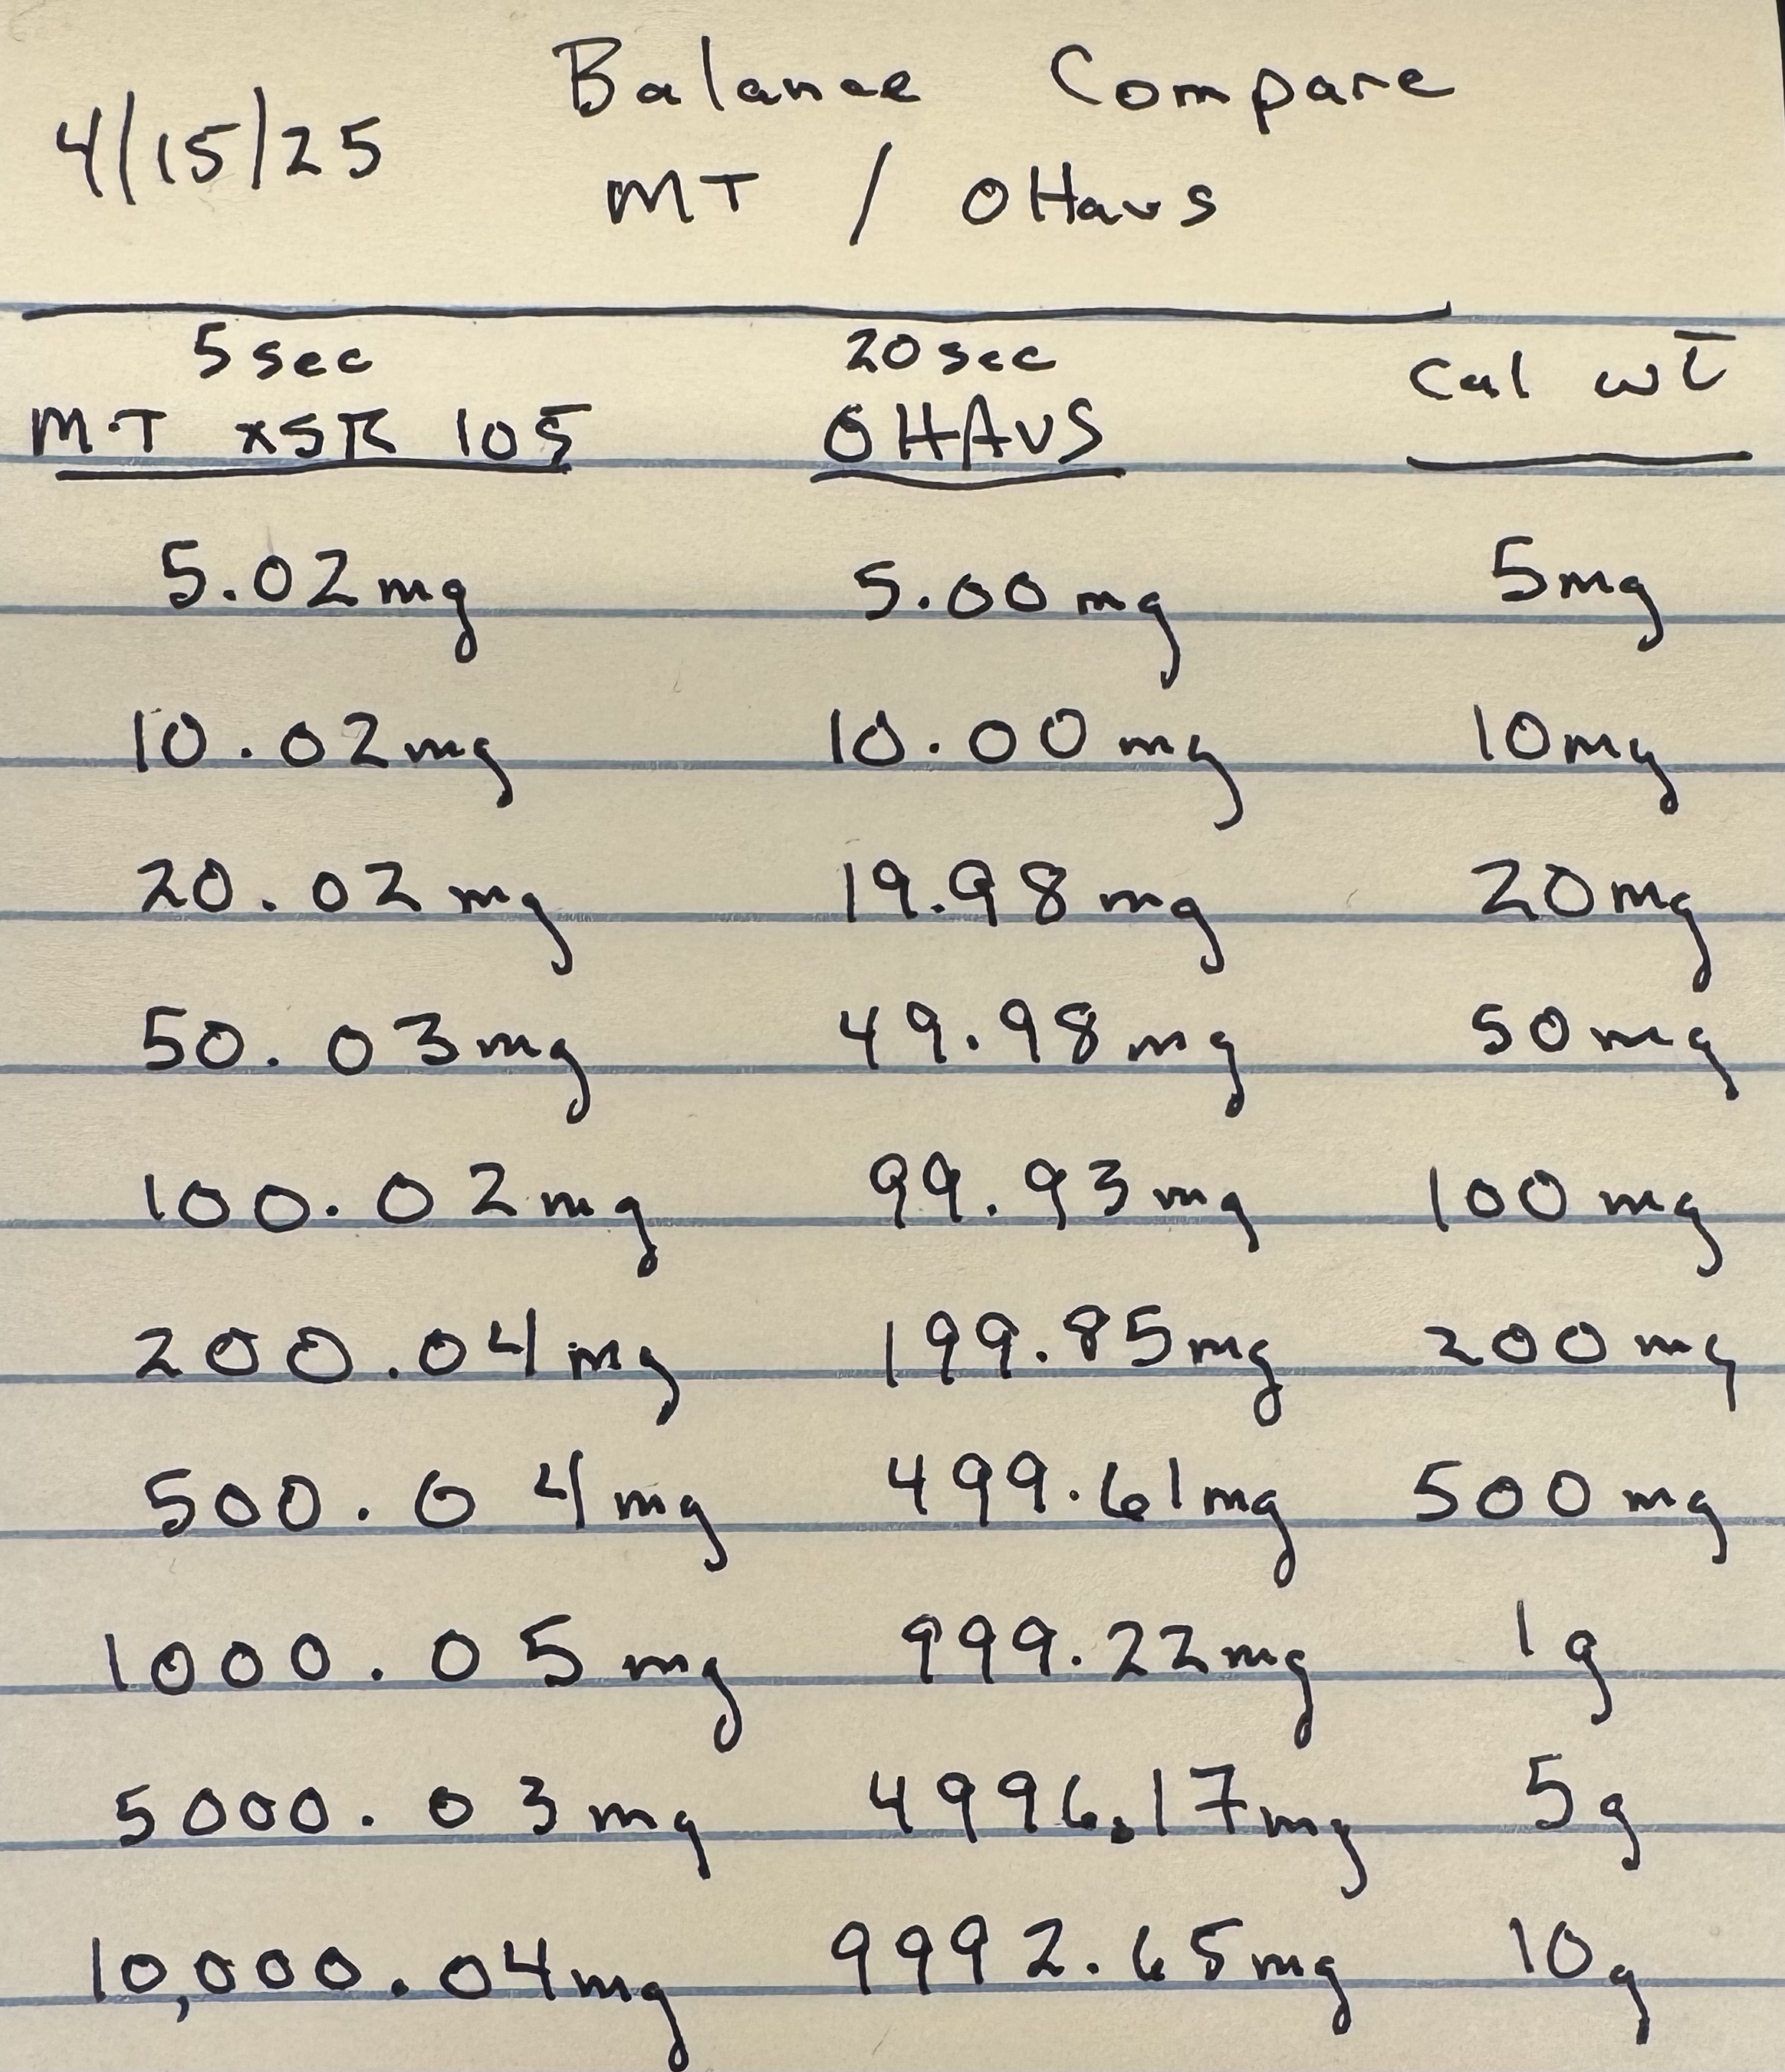 Balance Compare
4/15/25
MT / OHaus
5 sec 20 sec
MT XSR 105 OHAUS Cal wt
5.02mg 5.00mg 5mg
10.02mg 10.00mg 10mg
20.02mg 19.98mg 20mg
50.03mg 49.98mg 50mg
100.02mg 99.93mg 100mg
200.04mg 199.85mg 200mg
500.04mg 499.61mg 500mg
1000.05mg 999.22mg 1g
5000.03mg 4996.17mg 5g
10,000.04mg 9992.65mg 10g